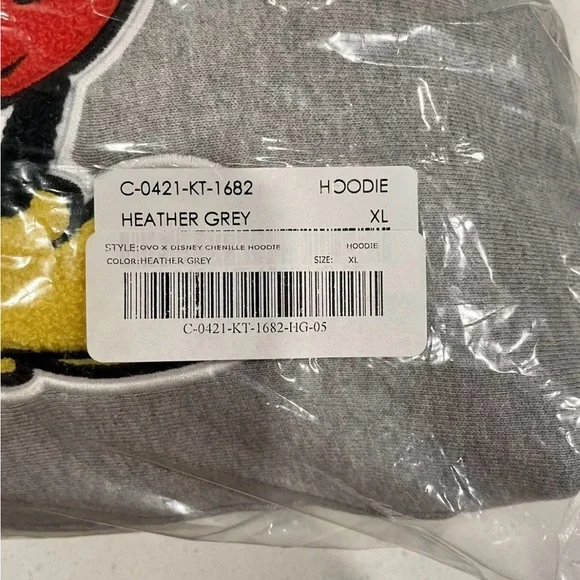 C-0421-KT-1682 HOODIE
HEATHER GREY XL
STYLE: OVO X DISNEY CHENILLE HOODIE HOODIE
COLOR: HEATHER GREY SIZE: XL
C-0421-KT-1682-HG-05